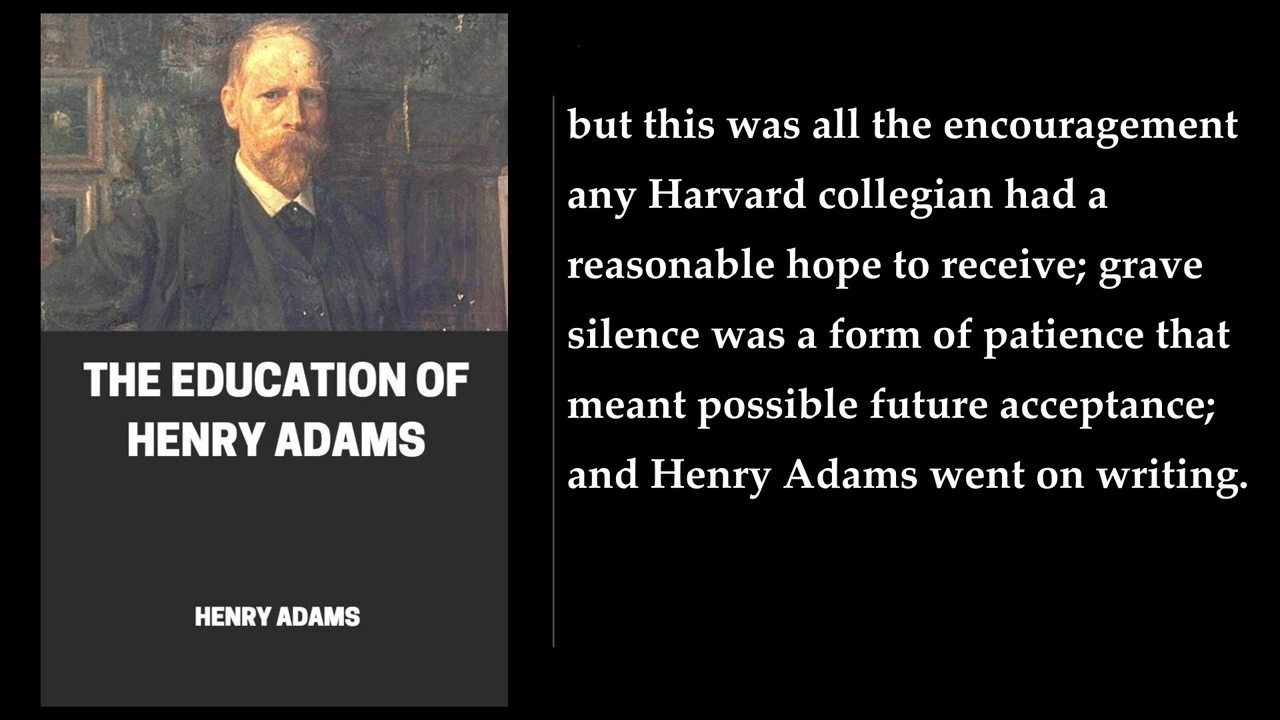 THE EDUCATION OF
HENRY ADAMS
HENRY ADAMS
but this was all the encouragement
any Harvard collegian had a
reasonable hope to receive; grave
silence was a form of patience that
meant possible future acceptance;
and Henry Adams went on writing.